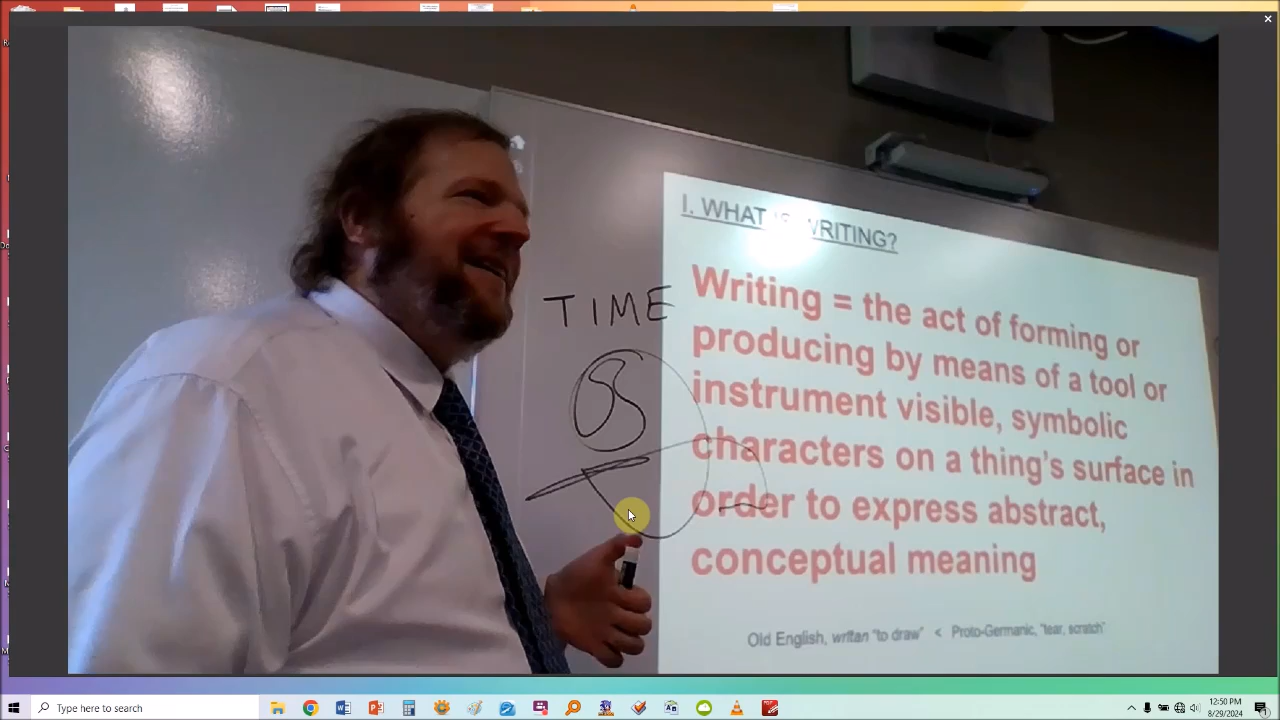 I. WHAT IS WRITING?
TIME
Writing = the act of forming or
producing by means of a tool or
instrument visible, symbolic
characters on a thing's surface in
order to express abstract,
conceptual meaning
Old English, writan "to draw" < Proto-Germanic, "tear, scratch"
Type here to search
12:50 PM
8/29/2024